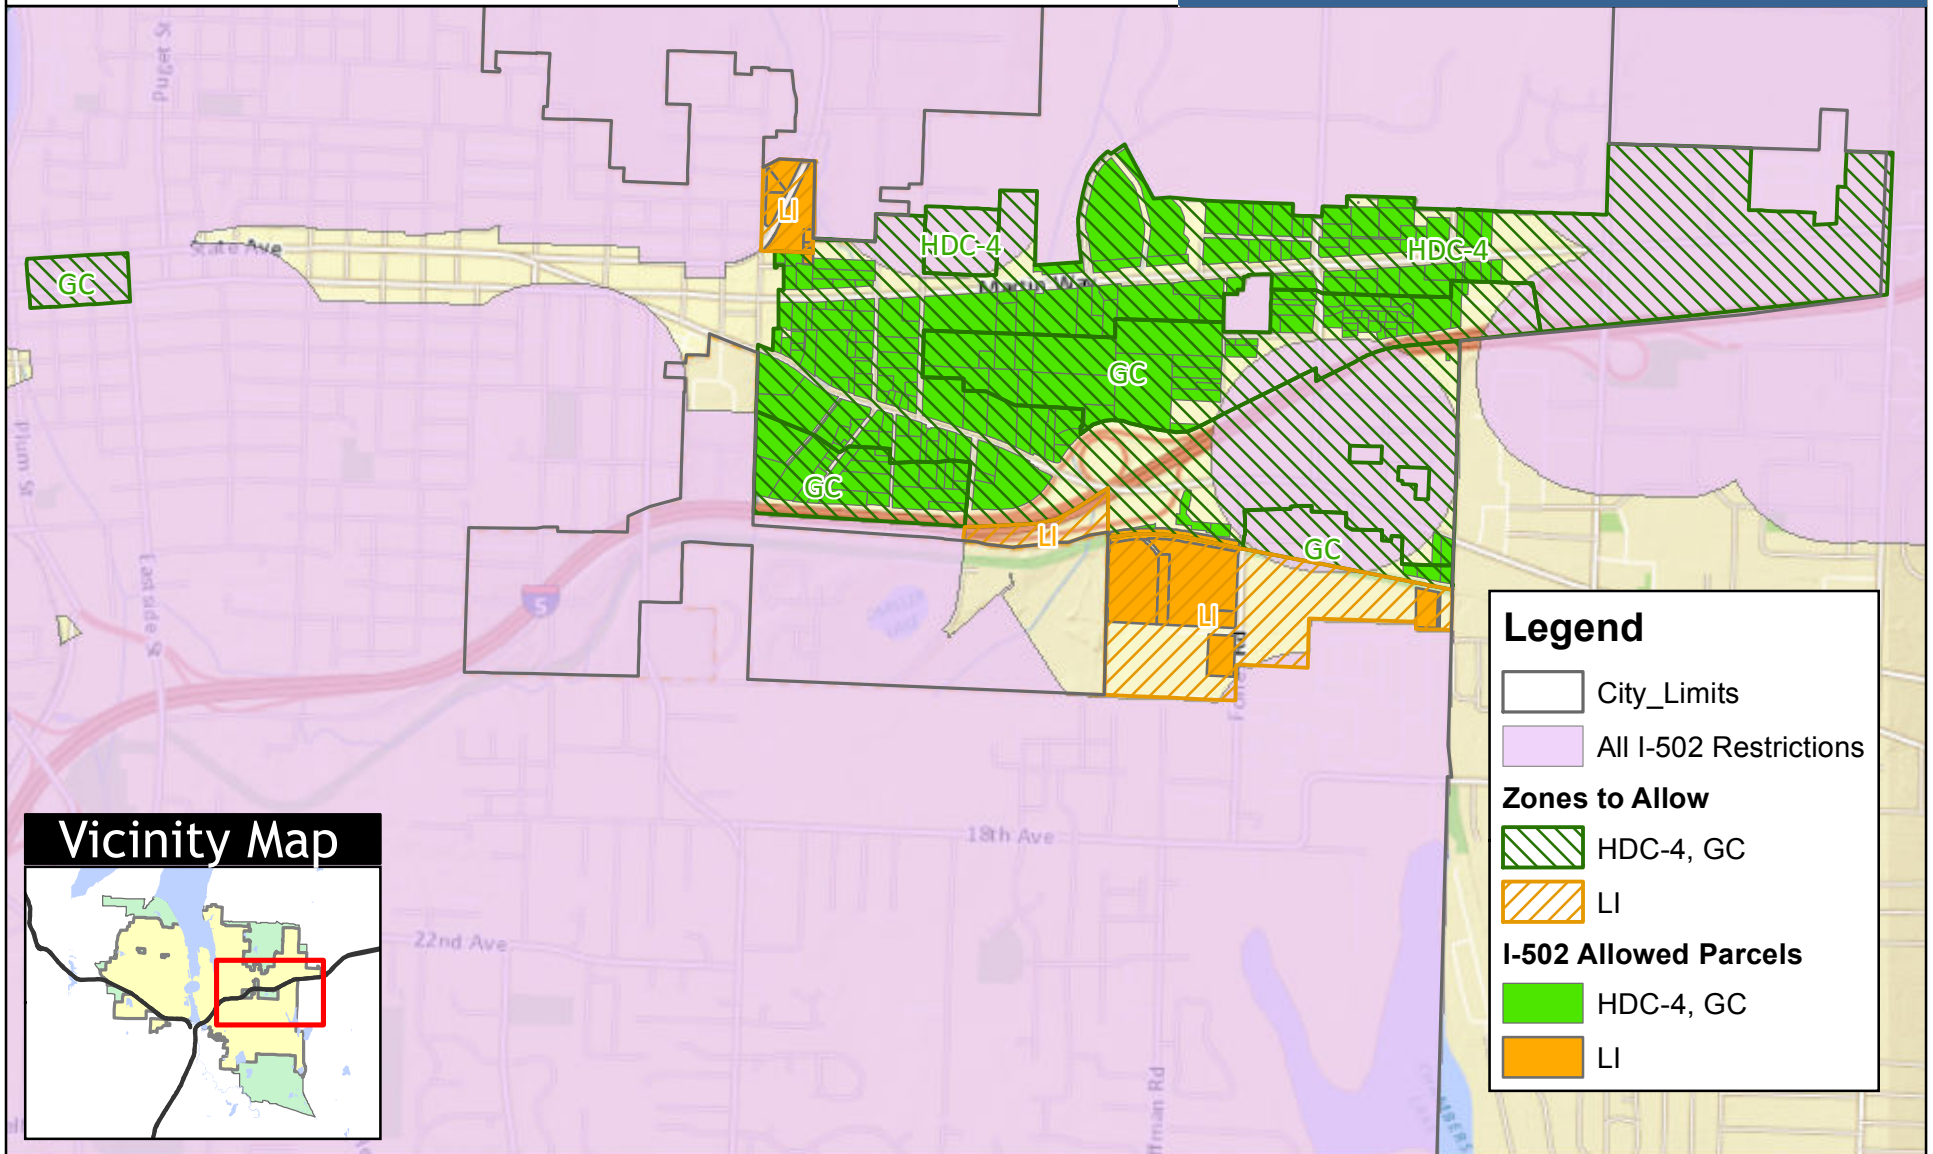 Puget St
State Ave
GC
LI
HDC-4
HDC-4
Martin Way
GC
GC
LI
GC
LI
Plum St
Eastside St
5
18th Ave
22nd Ave
Legend
City_Limits
All I-502 Restrictions
Zones to Allow
HDC-4, GC
LI
I-502 Allowed Parcels
HDC-4, GC
LI
Vicinity Map